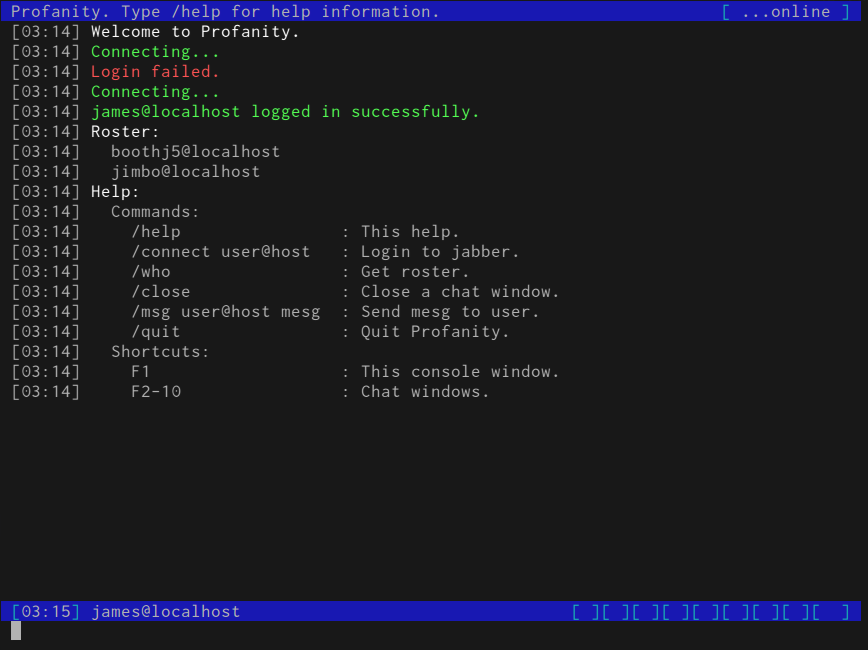 Profanity. Type /help for help information. [ ...online ]
[03:14] Welcome to Profanity.
[03:14] Connecting...
[03:14] Login failed.
[03:14] Connecting...
[03:14] james@localhost logged in successfully.
[03:14] Roster:
[03:14]   boothj5@localhost
[03:14]   jimbo@localhost
[03:14] Help:
[03:14]   Commands:
[03:14]     /help                : This help.
[03:14]     /connect user@host   : Login to jabber.
[03:14]     /who                 : Get roster.
[03:14]     /close               : Close a chat window.
[03:14]     /msg user@host mesg  : Send mesg to user.
[03:14]     /quit                : Quit Profanity.
[03:14]   Shortcuts:
[03:14]     F1                   : This console window.
[03:14]     F2-10                : Chat windows.
[03:15] james@localhost [ ][ ][ ][ ][ ][ ][ ][ ][  ]